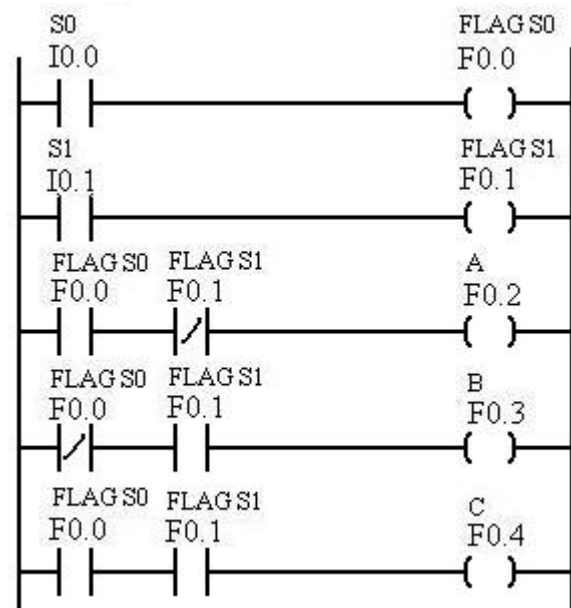 S0 FLAG S0
I0.0 F0.0
S1 FLAG S1
I0.1 F0.1
FLAG S0 FLAG S1 A
F0.0 F0.1 F0.2
FLAG S0 FLAG S1 B
F0.0 F0.1 F0.3
FLAG S0 FLAG S1 C
F0.0 F0.1 F0.4